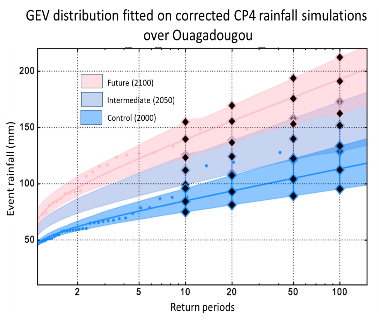 GEV distribution fitted on corrected CP4 rainfall simulations
over Ouagadougou
200
150
100
50
Event rainfall (mm)
Future (2100)
Intermediate (2050)
Control (2000)
2 5 10 20 50 100
Return periods